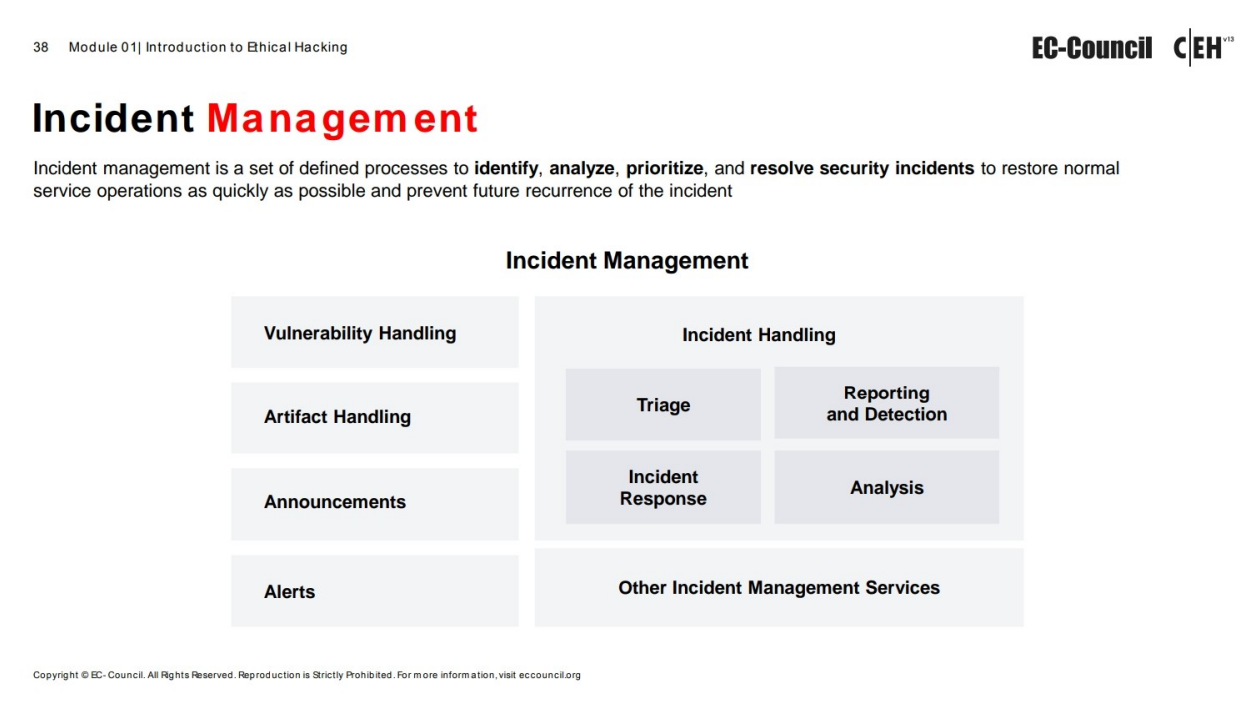 38 Module 01| Introduction to Ethical Hacking
EC-Council C|EH v13
Incident Management
Incident management is a set of defined processes to identify, analyze, prioritize, and resolve security incidents to restore normal
service operations as quickly as possible and prevent future recurrence of the incident
Incident Management
Vulnerability Handling
Artifact Handling
Announcements
Alerts
Incident Handling
Triage
Reporting
and Detection
Incident
Response
Analysis
Other Incident Management Services
Copyright © EC- Council. All Rights Reserved. Reproduction is Strictly Prohibited. For more information, visit eccouncil.org